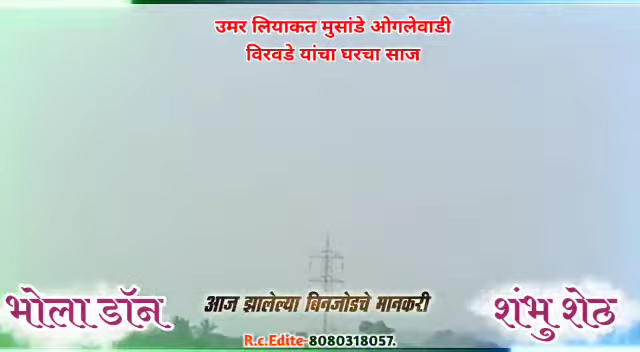 उमर लियाकत मुसांडे ओगलेवाडी
विरवडे यांचा घरचा साज
भोला डॉन
आज झालेल्या बिनजोडचे मानकरी
शंभु शेठ
R.c.Edite-8080318057.